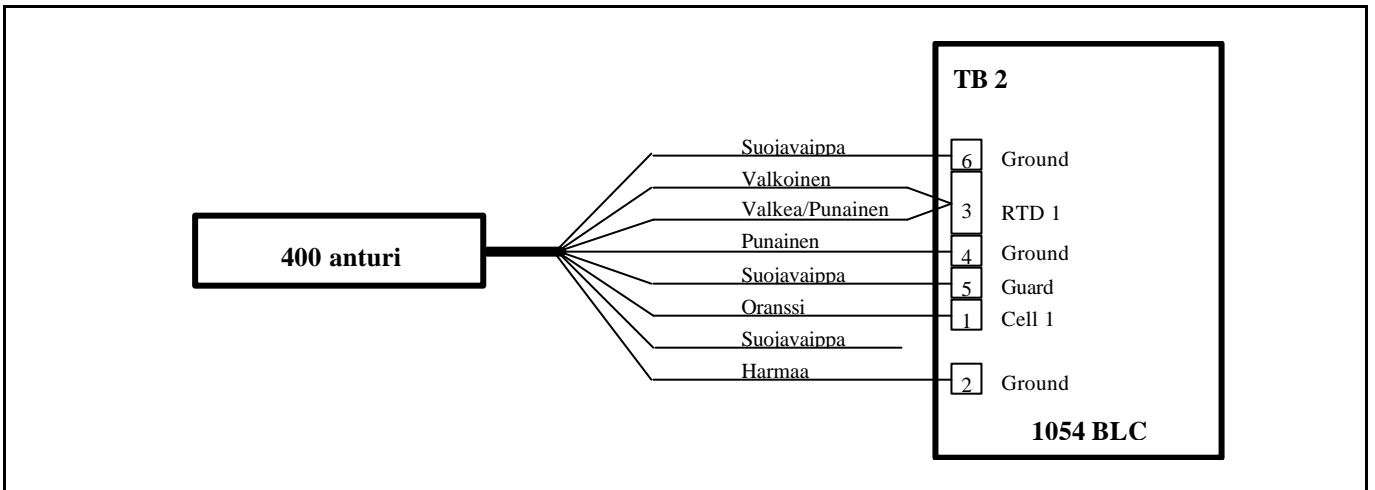 TB 2
Suojavaippa 6 Ground
Valkoinen
Valkea/Punainen 3 RTD 1
Punainen 4 Ground
400 anturi
Suojavaippa 5 Guard
Oranssi 1 Cell 1
Suojavaippa
Harmaa 2 Ground
1054 BLC